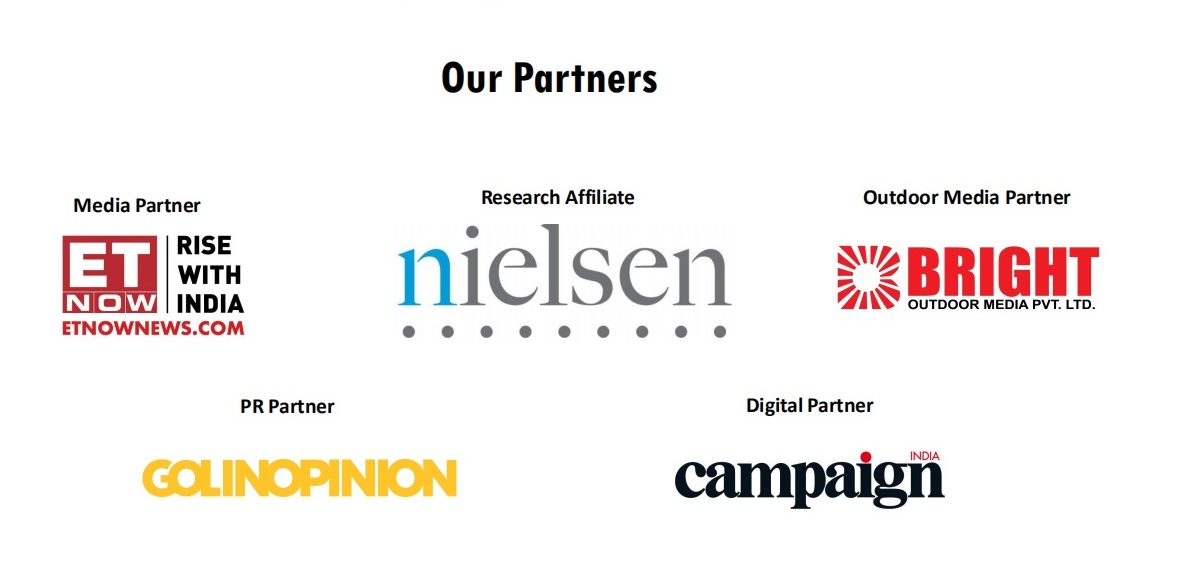 Our Partners
Media Partner
ET
NOW
RISE
WITH
INDIA
ETNOWNEWS.COM
Research Affiliate
nielsen
Outdoor Media Partner
BRIGHT
OUTDOOR MEDIA PVT. LTD.
PR Partner
GOLINOPINION
Digital Partner
campaign
INDIA